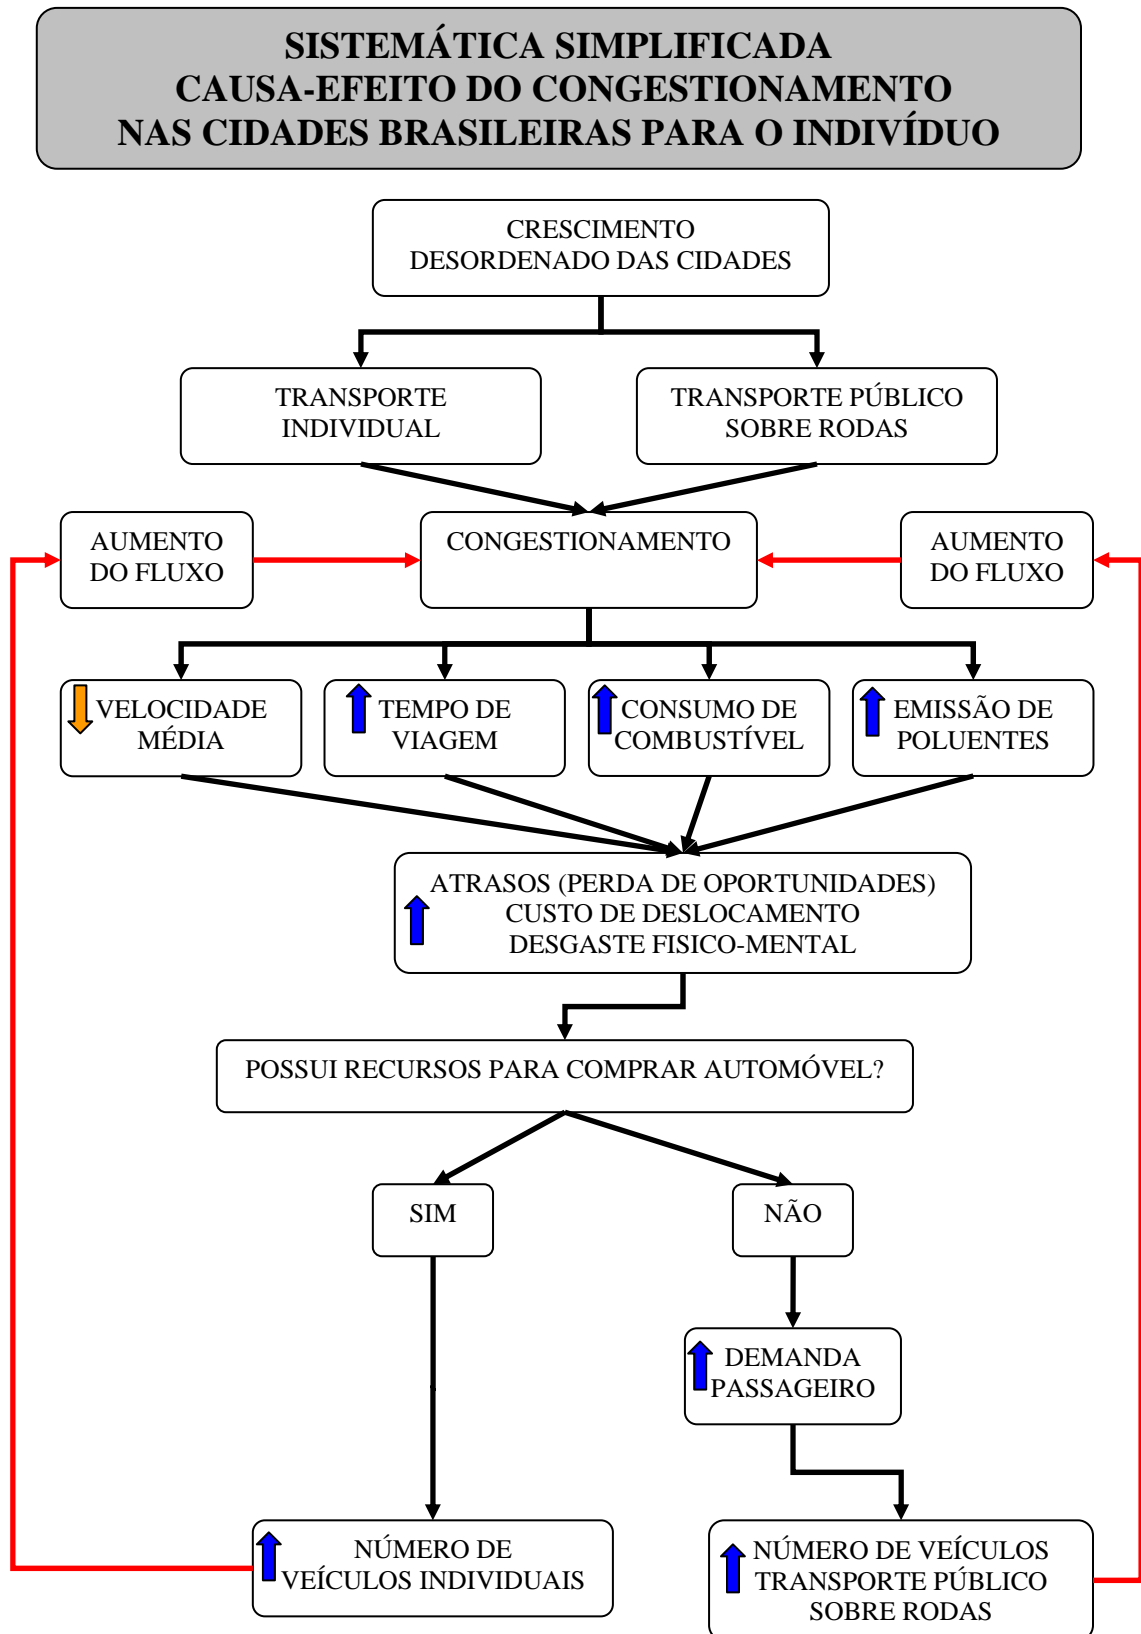 SISTEMÁTICA SIMPLIFICADA
CAUSA-EFEITO DO CONGESTIONAMENTO
NAS CIDADES BRASILEIRAS PARA O INDIVÍDUO
CRESCIMENTO
DESORDENADO DAS CIDADES
TRANSPORTE
INDIVIDUAL
TRANSPORTE PÚBLICO
SOBRE RODAS
AUMENTO
DO FLUXO
CONGESTIONAMENTO
AUMENTO
DO FLUXO
VELOCIDADE
MÉDIA
TEMPO DE
VIAGEM
CONSUMO DE
COMBUSTÍVEL
EMISSÃO DE
POLUENTES
ATRASOS (PERDA DE OPORTUNIDADES)
CUSTO DE DESLOCAMENTO
DESGASTE FISICO-MENTAL
POSSUI RECURSOS PARA COMPRAR AUTOMÓVEL?
SIM
NÃO
DEMANDA
PASSAGEIRO
NÚMERO DE
VEÍCULOS INDIVIDUAIS
NÚMERO DE VEÍCULOS
TRANSPORTE PÚBLICO
SOBRE RODAS